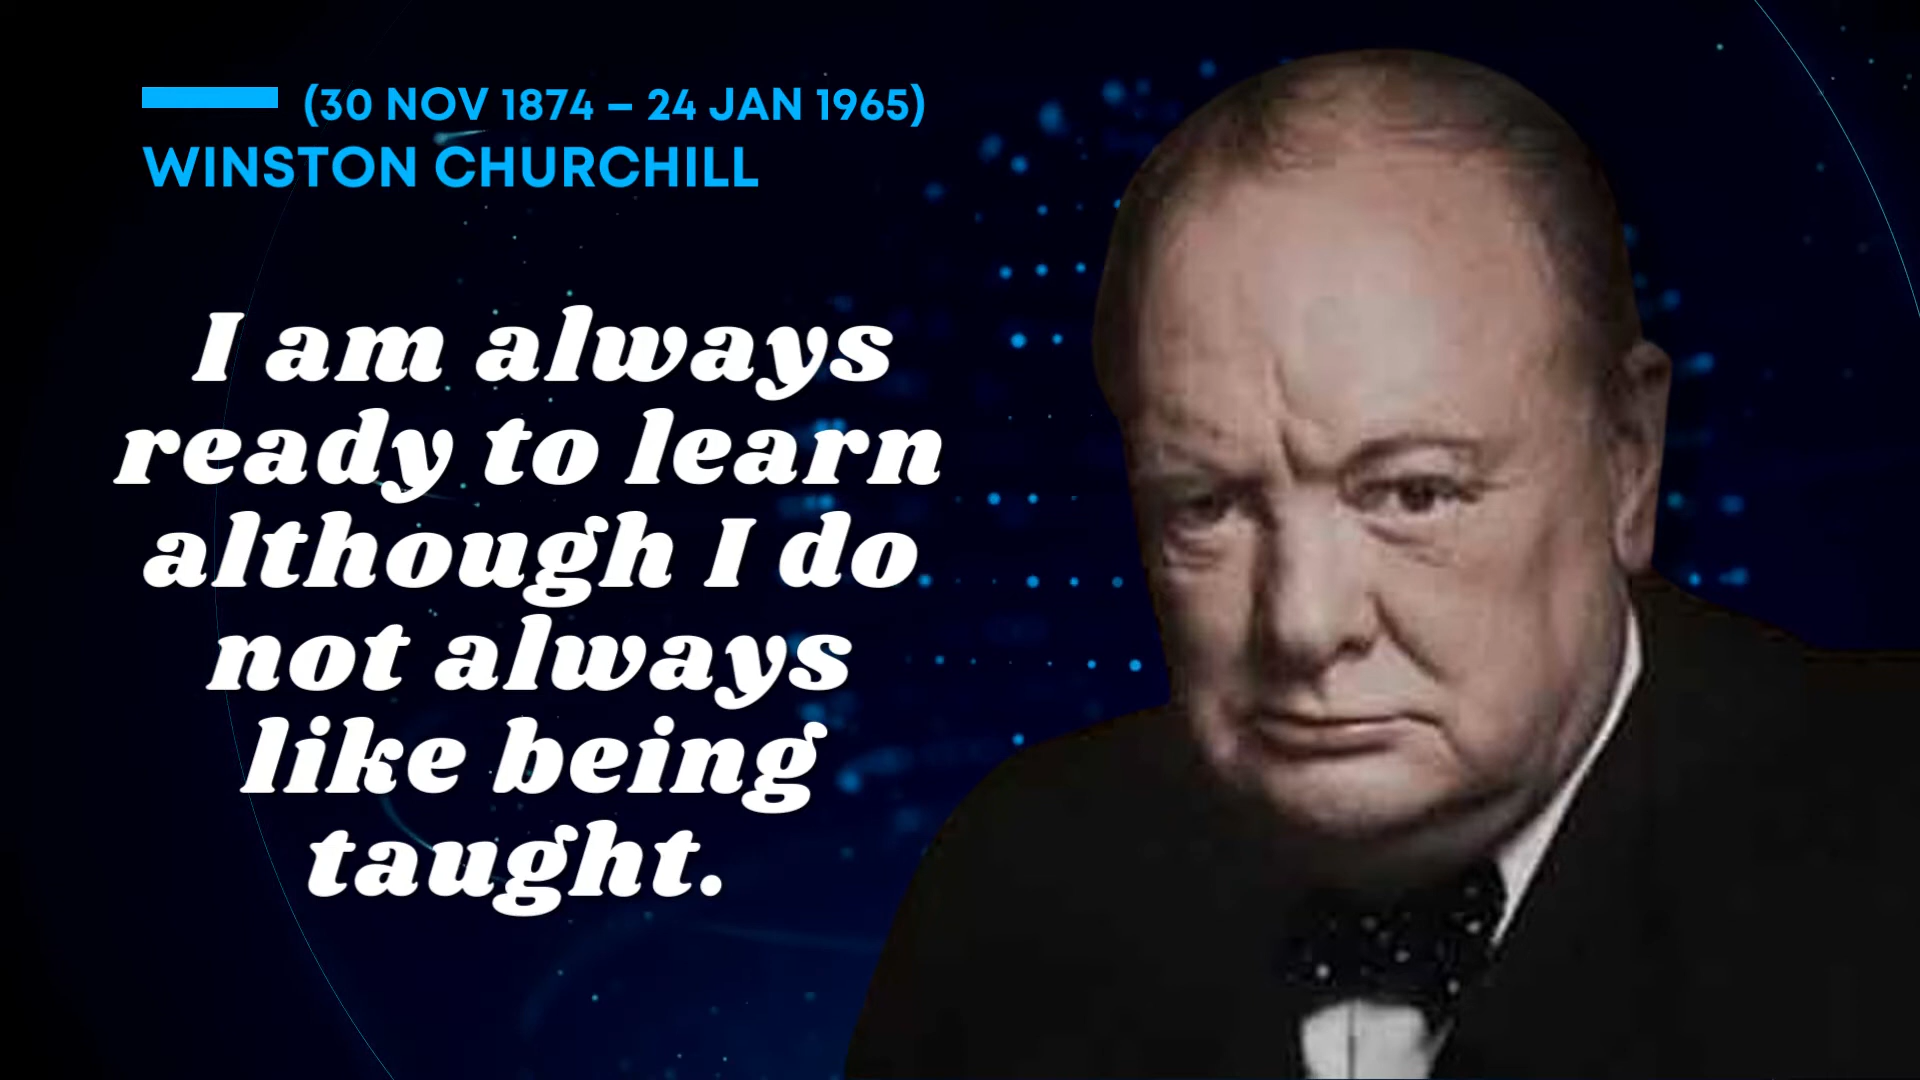 (30 NOV 1874 – 24 JAN 1965)
WINSTON CHURCHILL
I am always
ready to learn
although I do
not always
like being
taught.